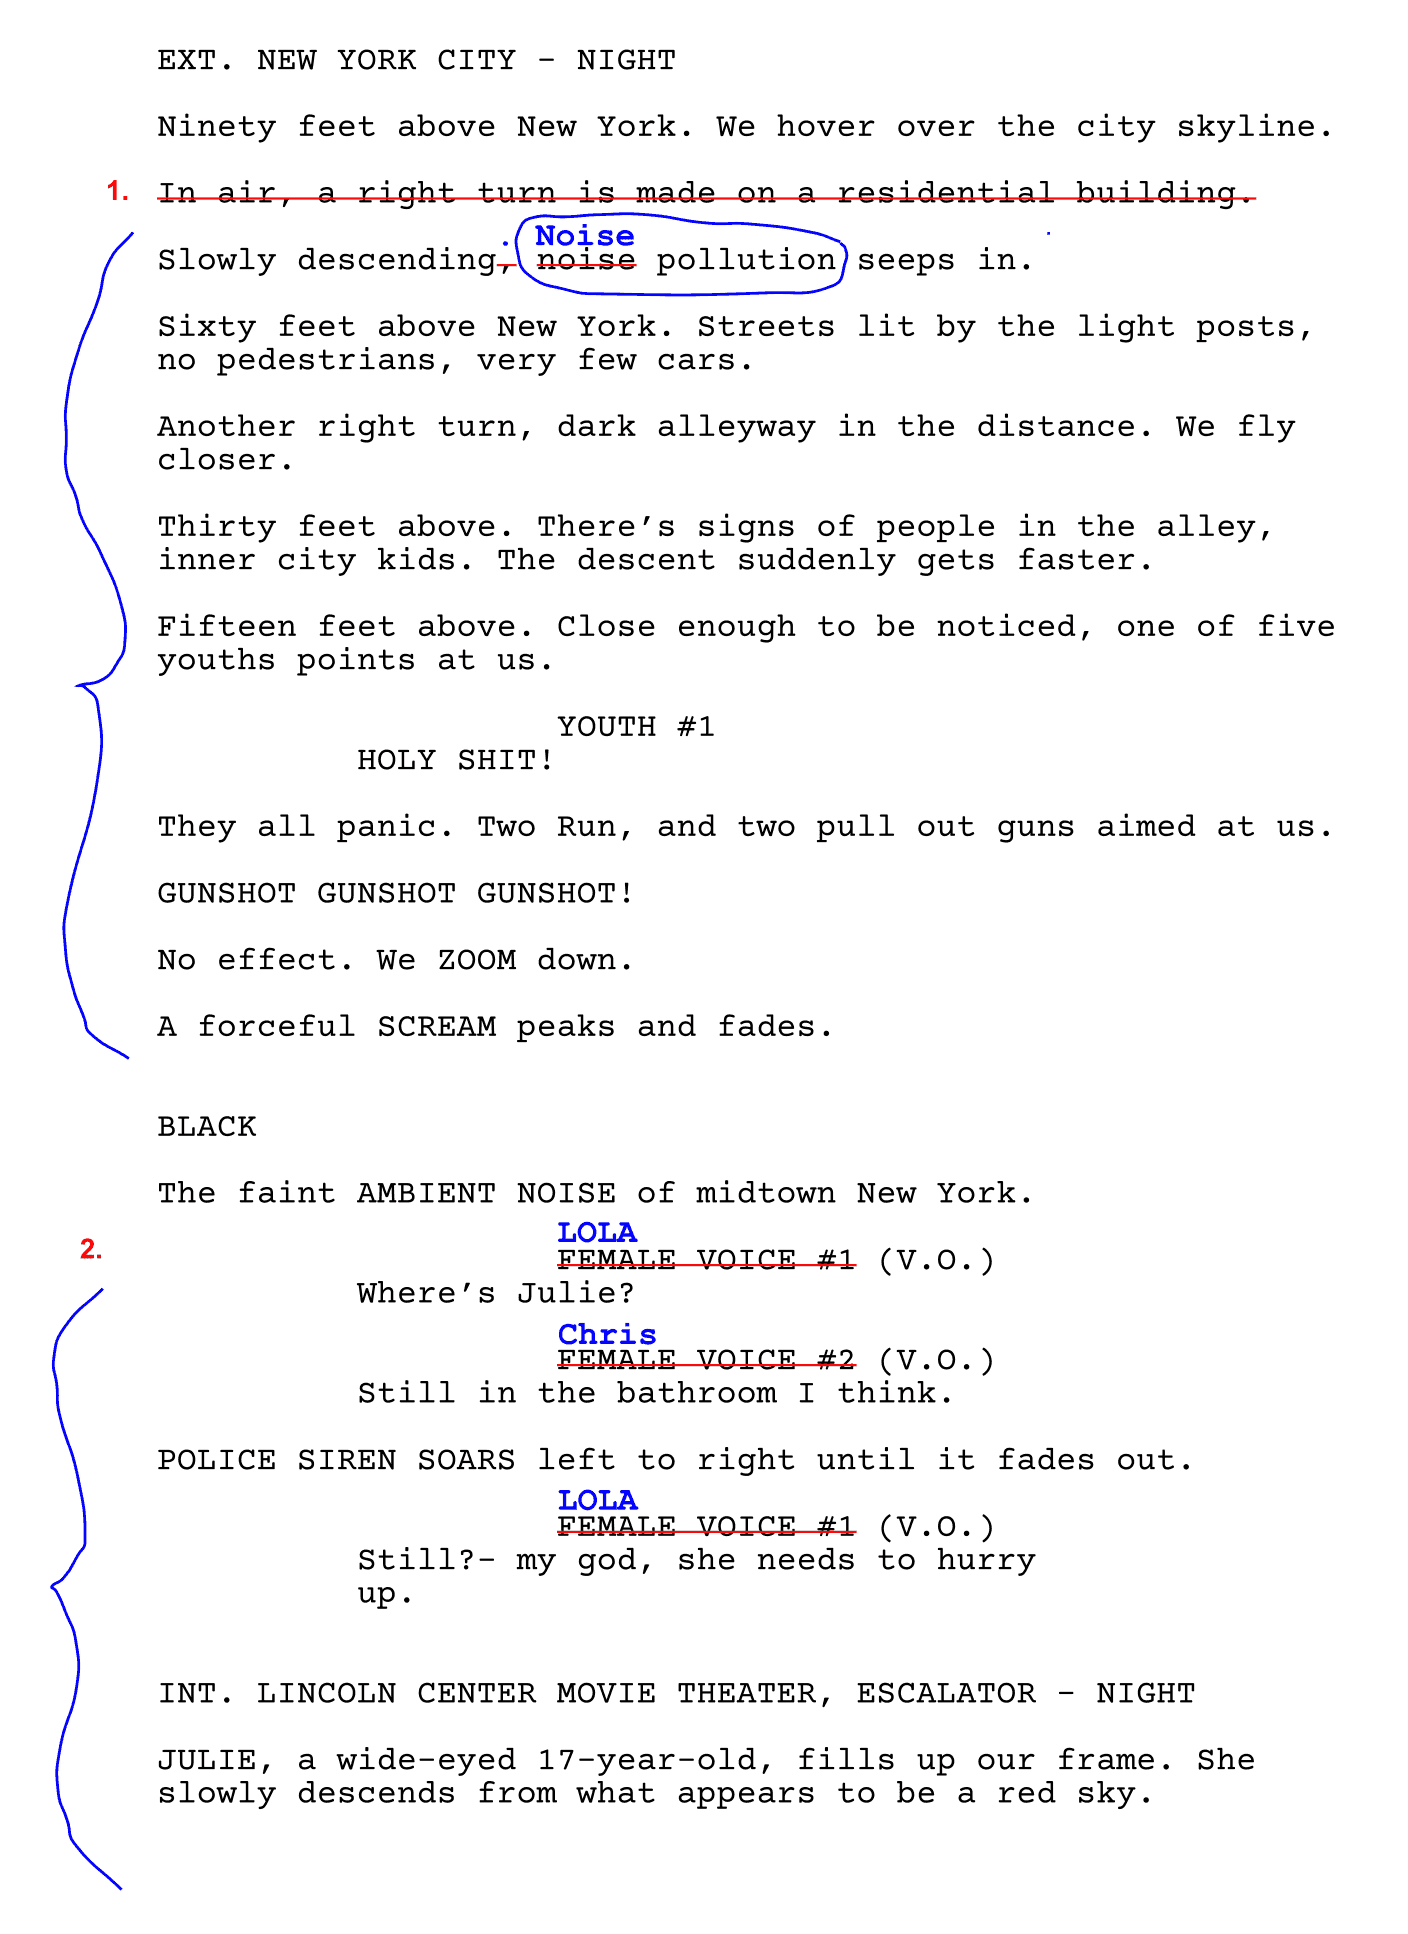 EXT. NEW YORK CITY - NIGHT
Ninety feet above New York. We hover over the city skyline.
1. In air, a right turn is made on a residential building.
. Noise
Slowly descending, noise pollution seeps in.
Sixty feet above New York. Streets lit by the light posts,
no pedestrians, very few cars.
Another right turn, dark alleyway in the distance. We fly
closer.
Thirty feet above. There's signs of people in the alley,
inner city kids. The descent suddenly gets faster.
Fifteen feet above. Close enough to be noticed, one of five
youths points at us.
YOUTH #1
HOLY SHIT!
They all panic. Two Run, and two pull out guns aimed at us.
GUNSHOT GUNSHOT GUNSHOT!
No effect. We ZOOM down.
A forceful SCREAM peaks and fades.
BLACK
The faint AMBIENT NOISE of midtown New York.
LOLA
2. FEMALE VOICE #1 (V.O.)
Where's Julie?
Chris
FEMALE VOICE #2 (V.O.)
Still in the bathroom I think.
POLICE SIREN SOARS left to right until it fades out.
LOLA
FEMALE VOICE #1 (V.O.)
Still?- my god, she needs to hurry
up.
INT. LINCOLN CENTER MOVIE THEATER, ESCALATOR - NIGHT
JULIE, a wide-eyed 17-year-old, fills up our frame. She
slowly descends from what appears to be a red sky.